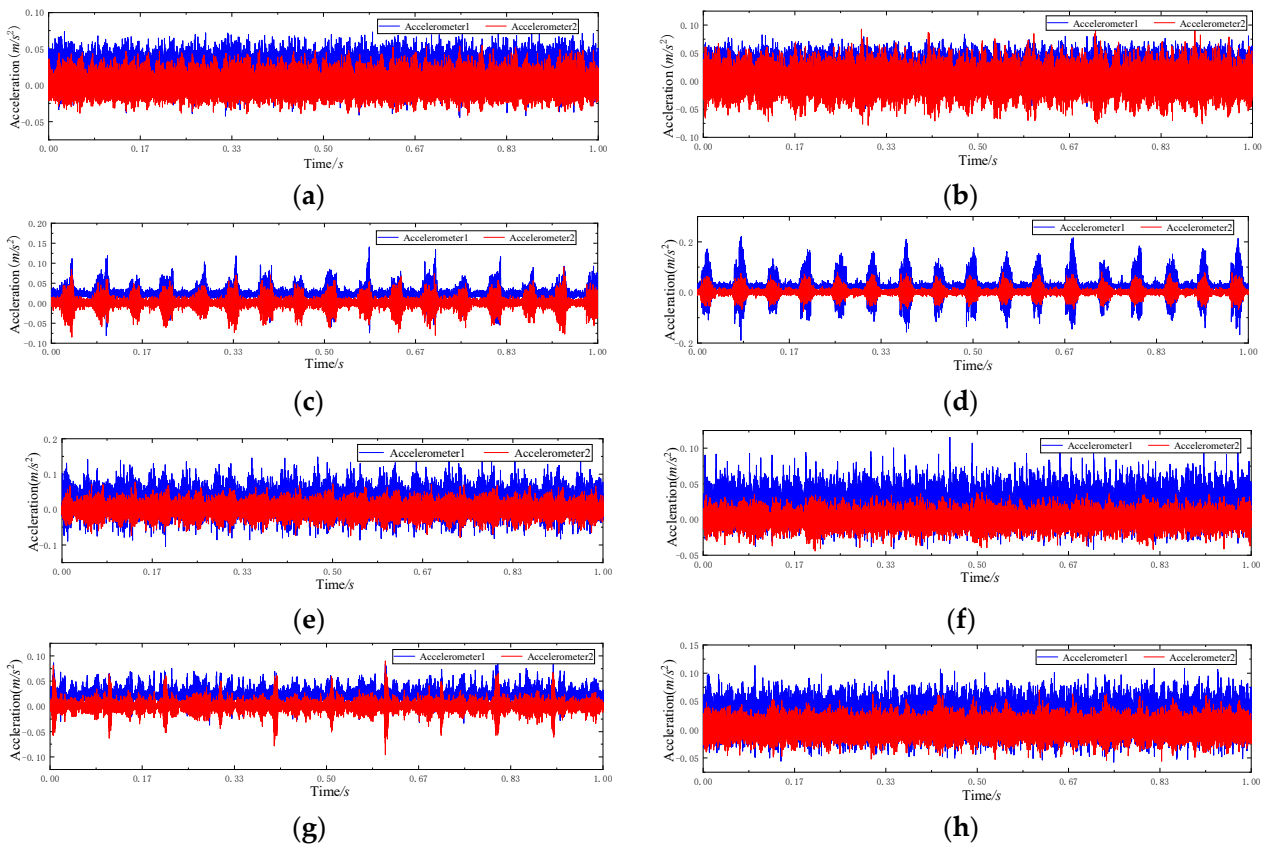 0.10
0.05
0.00
−0.05
Acceleration (m/s²)
Accelerometer1 Accelerometer2
0.00 0.17 0.33 0.50 0.67 0.83 1.00
Time/s
(a)
0.10
0.05
0.00
−0.05
−0.10
Acceleration (m/s²)
Accelerometer1 Accelerometer2
0.00 0.17 0.33 0.50 0.67 0.83 1.00
Time/s
(b)
0.20
0.15
0.10
0.05
0.00
−0.05
−0.10
Acceleration (m/s²)
Accelerometer1 Accelerometer2
0.00 0.17 0.33 0.50 0.67 0.83 1.00
Time/s
(c)
0.2
0.0
−0.2
Accleration(m/s²)
Accelerometer1 Accelerometer2
0.00 0.17 0.33 0.50 0.67 0.83 1.00
Time/s
(d)
0.2
0.1
0.0
−0.1
Accleration(m/s²)
Accelerometer1 Accelerometer2
0.00 0.17 0.33 0.50 0.67 0.83 1.00
Time/s
(e)
0.10
0.05
0.00
−0.05
Accleration(m/s²)
Accelerometer1 Accelerometer2
0.00 0.17 0.33 0.50 0.67 0.83 1.00
Time/s
(f)
0.10
0.05
0.00
−0.05
−0.10
Acceleration(m/s²)
Accelerometer1 Accelerometer2
0.00 0.17 0.33 0.50 0.67 0.83 1.00
Time/s
(g)
0.15
0.10
0.05
0.00
−0.05
Acceleration(m/s²)
Accelerometer1 Accelerometer2
0.00 0.17 0.33 0.50 0.67 0.83 1.00
Time/s
(h)